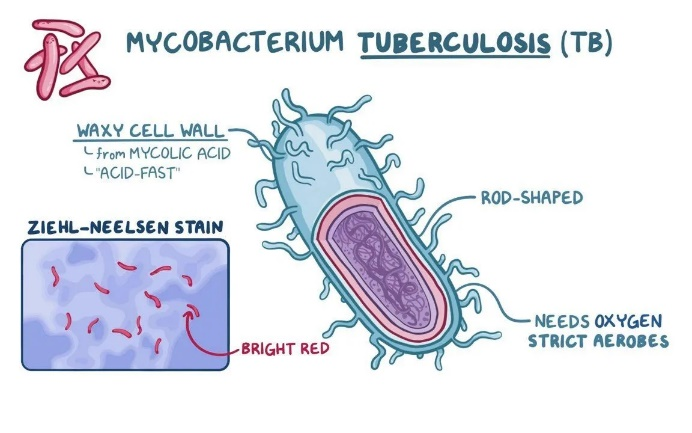 MYCOBACTERIUM TUBERCULOSIS (TB)
WAXY CELL WALL
from MYCOLIC ACID
"ACID-FAST"
ROD-SHAPED
ZIEHL-NEELSEN STAIN
NEEDS OXYGEN
STRICT AEROBES
BRIGHT RED